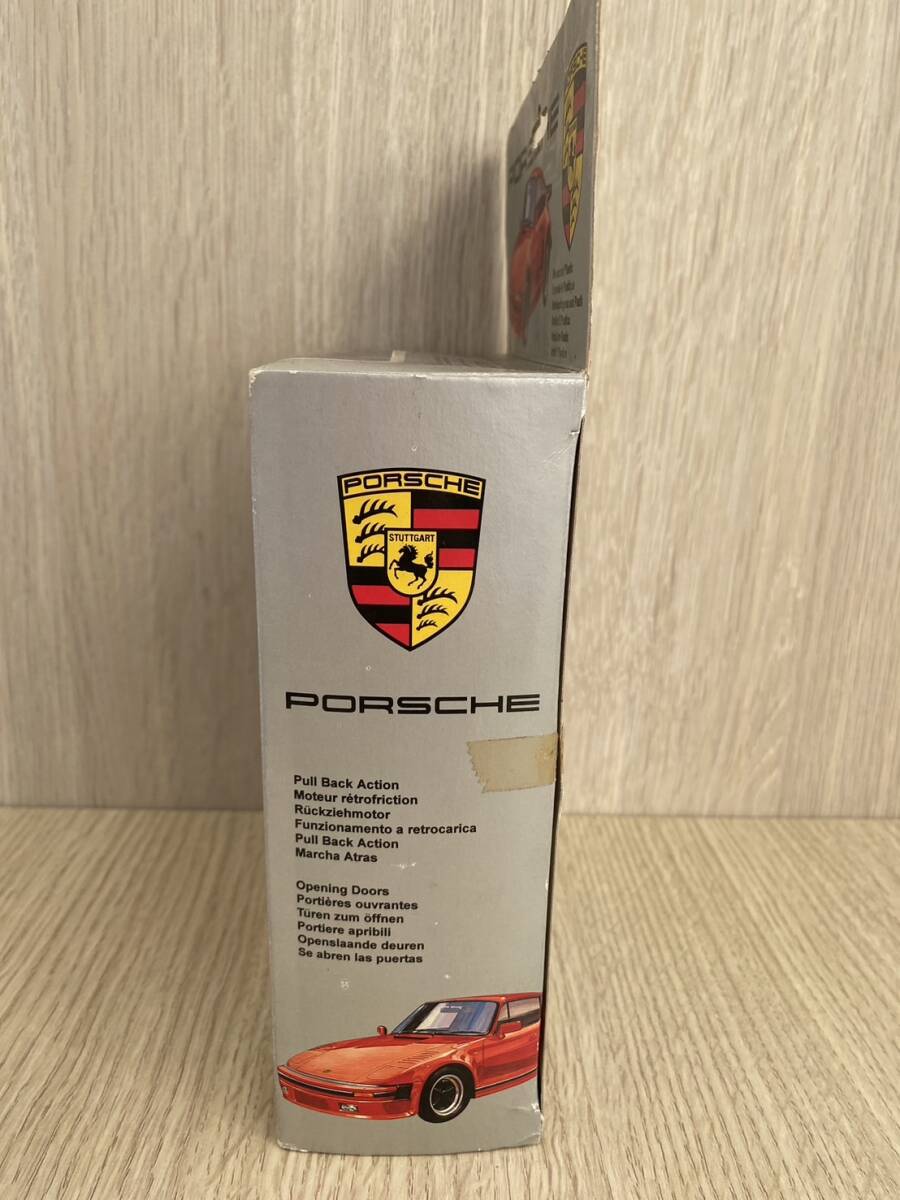 PORSCHE
PORSCHE
STUTTGART
PORSCHE
Pull Back Action
Moteur rétrofriction
Rückziehmotor
Funzionamento a retrocarica
Pull Back Action
Marcha Atras
Opening Doors
Portières ouvrantes
Türen zum öffnen
Portiere apribili
Openslaande deuren
Se abren las puertas